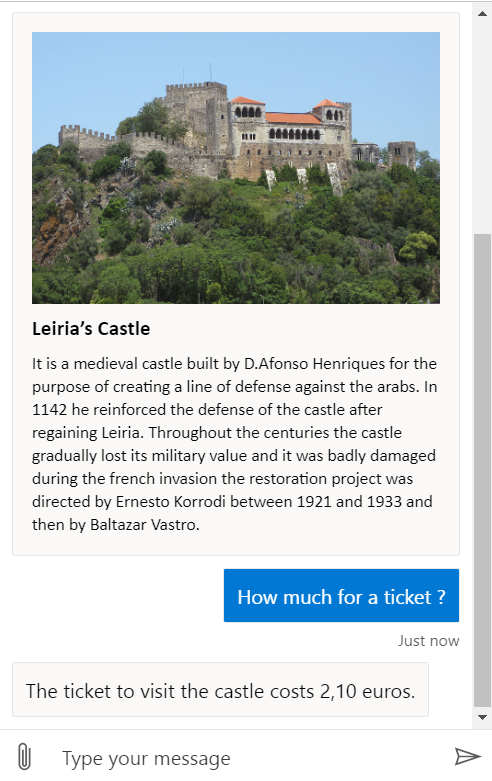 Leiria’s Castle
It is a medieval castle built by D.Afonso Henriques for the
purpose of creating a line of defense against the arabs. In
1142 he reinforced the defense of the castle after
regaining Leiria. Throughout the centuries the castle
gradually lost its military value and it was badly damaged
during the french invasion the restoration project was
directed by Ernesto Korrodi between 1921 and 1933 and
then by Baltazar Vastro.
How much for a ticket ?
Just now
The ticket to visit the castle costs 2,10 euros.
Type your message